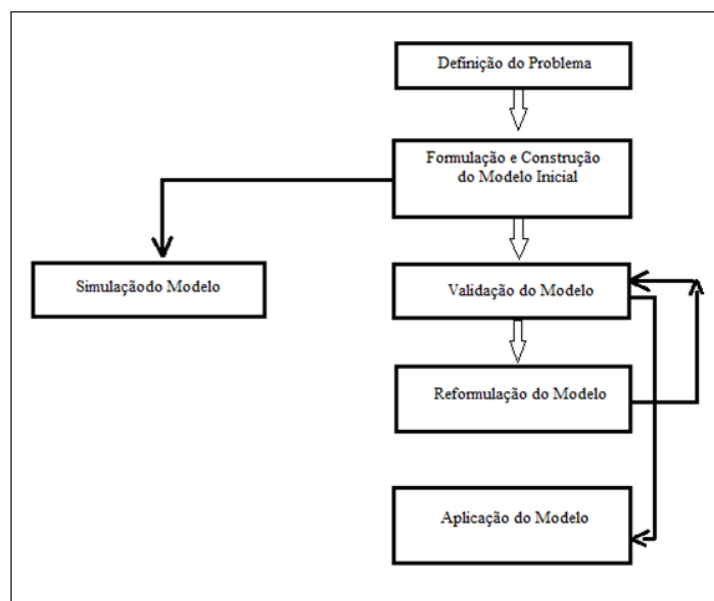 Definição do Problema
Formulação e Construção
do Modelo Inicial
Simulaçãodo Modelo
Validação do Modelo
Reformulação do Modelo
Aplicação do Modelo